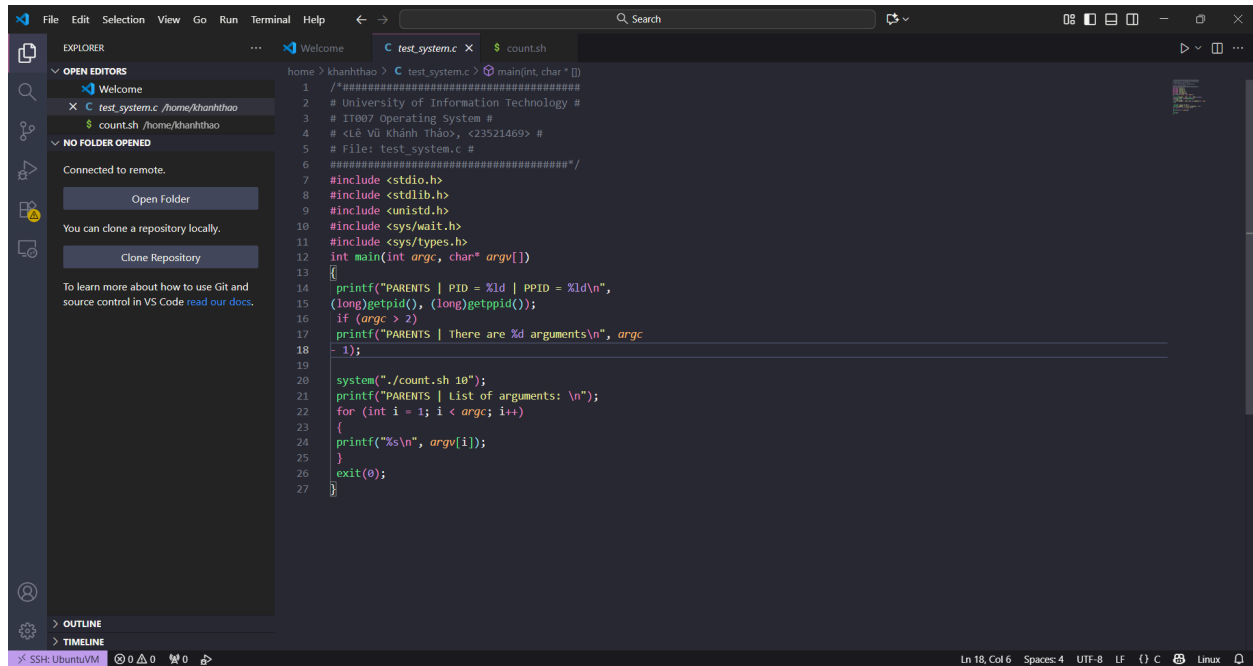 File Edit Selection View Go Run Terminal Help
Search
EXPLORER
Welcome
C test_system.c
$ count.sh
OPEN EDITORS
Welcome
C test_system.c /home/khanhthao
$ count.sh /home/khanhthao
NO FOLDER OPENED
Connected to remote.
Open Folder
You can clone a repository locally.
Clone Repository
To learn more about how to use Git and
source control in VS Code read our docs.
OUTLINE
TIMELINE
home > khanhthao > C test_system.c > main(int, char * [])
1 /*######################################
2 # University of Information Technology #
3 # IT007 Operating System #
4 # <Lê Vũ Khánh Thảo>, <23521469> #
5 # File: test_system.c #
6 ######################################*/
7 #include <stdio.h>
8 #include <stdlib.h>
9 #include <unistd.h>
10 #include <sys/wait.h>
11 #include <sys/types.h>
12 int main(int argc, char* argv[])
13 {
14 printf("PARENTS | PID = %ld | PPID = %ld\n",
15 (long)getpid(), (long)getppid());
16 if (argc > 2)
17 printf("PARENTS | There are %d arguments\n", argc
18 - 1);
19
20 system("./count.sh 10");
21 printf("PARENTS | List of arguments: \n");
22 for (int i = 1; i < argc; i++)
23 {
24 printf("%s\n", argv[i]);
25 }
26 exit(0);
27 }
SSH: UbuntuVM 0 0 0
Ln 18, Col 6 Spaces: 4 UTF-8 LF {} C Linux